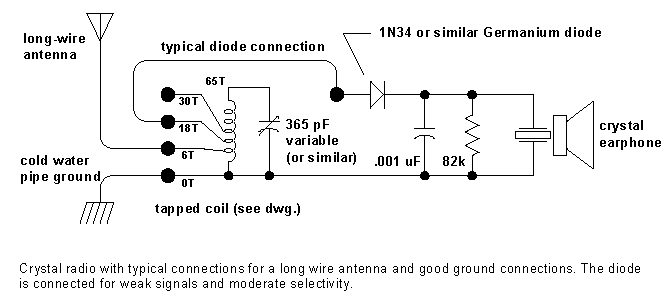 long-wire
antenna
typical diode connection
1N34 or similar Germanium diode
65T
30T
18T
6T
0T
365 pF
variable
(or similar)
cold water
pipe ground
.001 uF
82k
crystal
earphone
tapped coil (see dwg.)
Crystal radio with typical connections for a long wire antenna and good ground connections. The diode
is connected for weak signals and moderate selectivity.